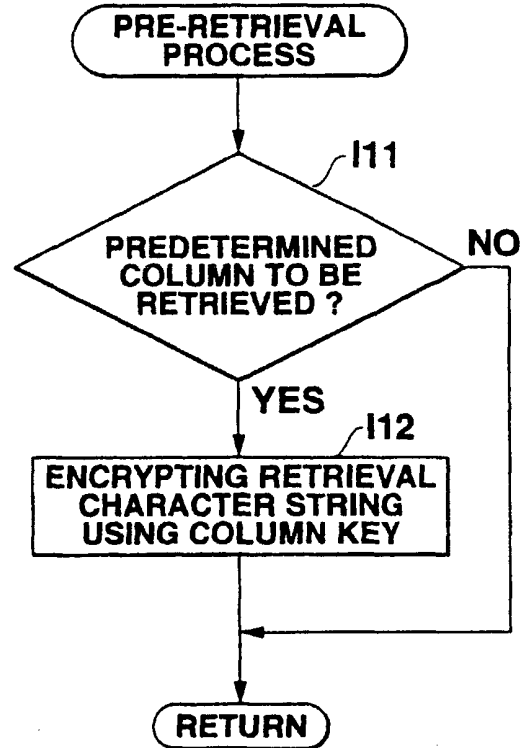 PRE-RETRIEVAL
PROCESS
I11
PREDETERMINED
COLUMN TO BE
RETRIEVED ?
NO
YES
I12
ENCRYPTING RETRIEVAL
CHARACTER STRING
USING COLUMN KEY
RETURN